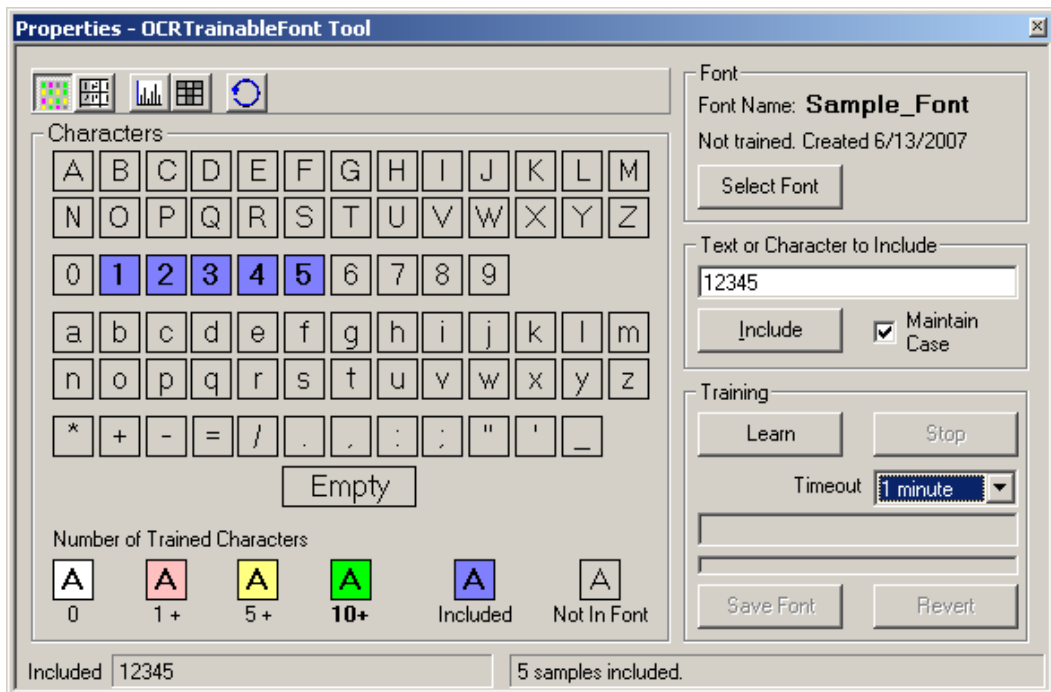 Properties - OCRTrainableFont Tool
Characters
A B C D E F G H I J K L M
N O P Q R S T U V W X Y Z
0 1 2 3 4 5 6 7 8 9
a b c d e f g h i j k l m
n o p q r s t u v w x y z
* + - = / . , : ; " ' _
Empty
Number of Trained Characters
A A A A A A
0 1 + 5 + 10+ Included Not In Font
Font
Font Name: Sample_Font
Not trained. Created 6/13/2007
Select Font
Text or Character to Include
12345
Include Maintain
Case
Training
Learn Stop
Timeout 1 minute
Save Font Revert
Included 12345 5 samples included.